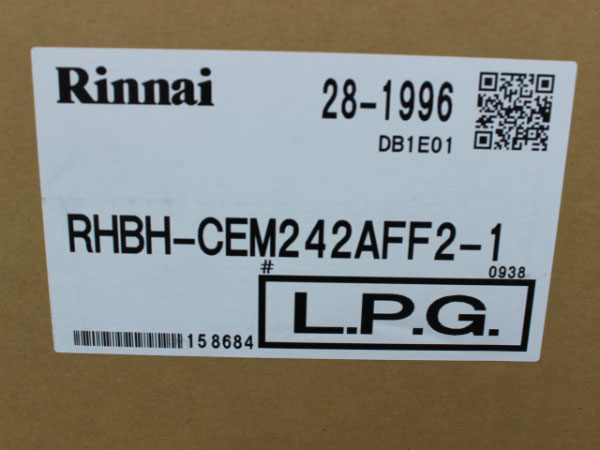 Rinnai
28-1996
DB1E01
RHBH-CEM242AFF2-1
#
0938
L.P.G.
158684